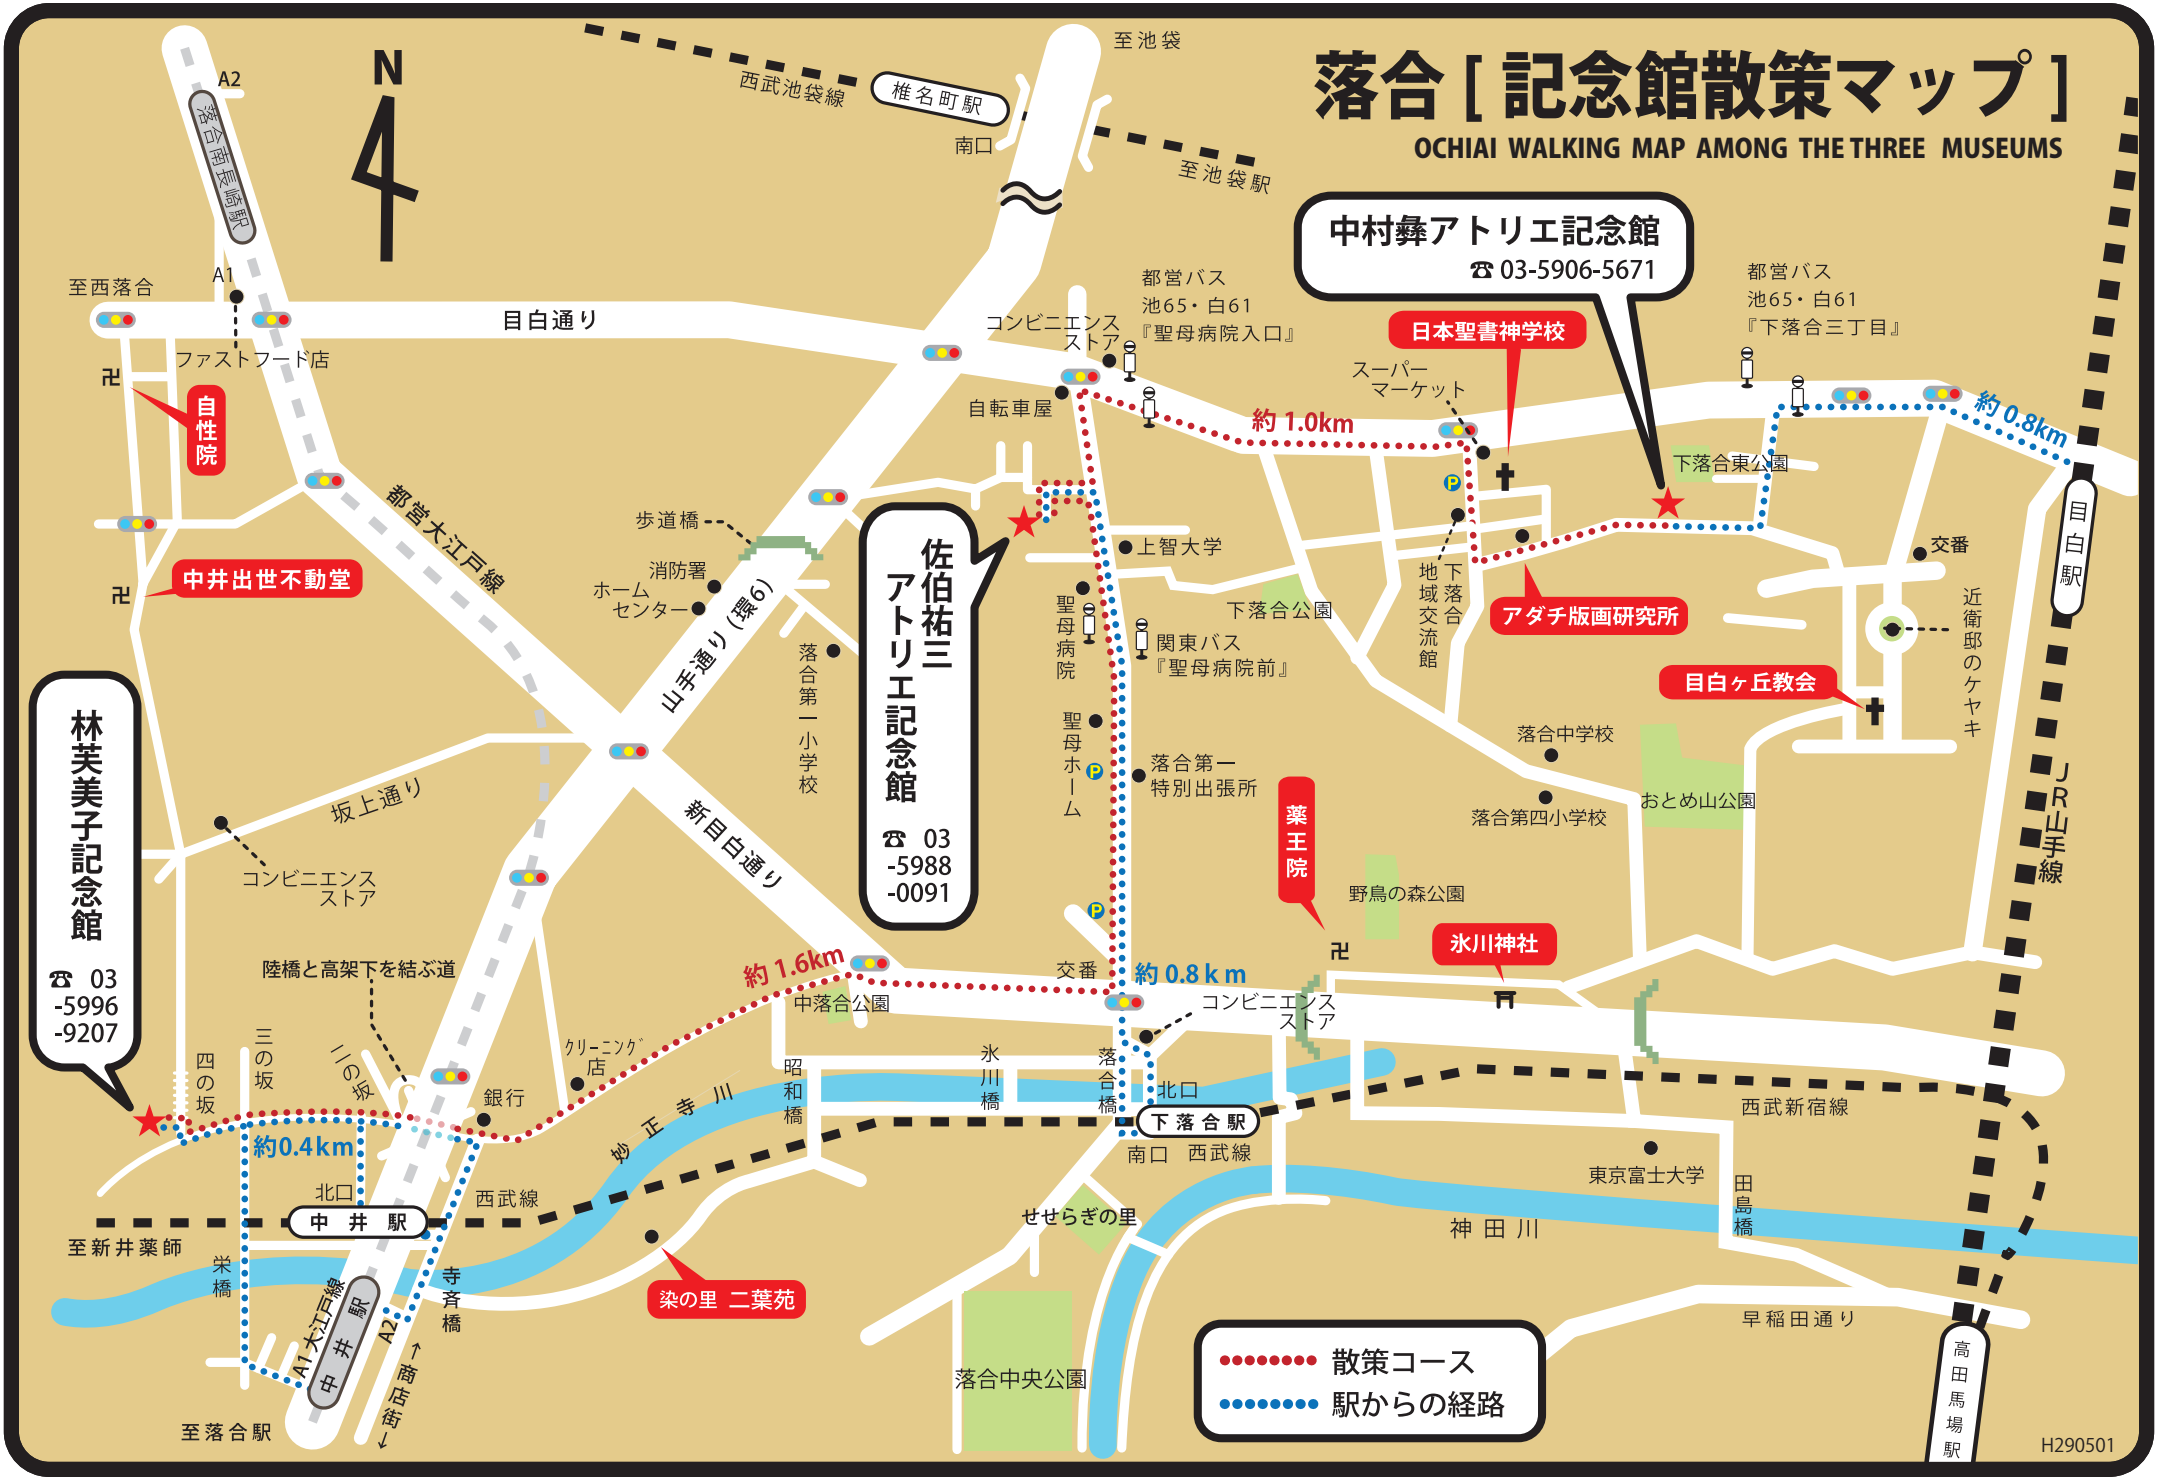 落合[記念館散策マップ]
OCHIAI WALKING MAP AMONG THE THREE MUSEUMS
N
至池袋
西武池袋線
椎名町駅
南口
至池袋駅
A2
落合南長崎駅
A1
至西落合
ファストフード店
目白通り
自性院
中井出世不動堂
都営大江戸線
コンビニエンス
ストア
自転車屋
都営バス
池65・白61
『聖母病院入口』
中村彝アトリエ記念館
☎ 03-5906-5671
都営バス
池65・白61
『下落合三丁目』
日本聖書神学校
スーパー
マーケット
約 1.0km
約 0.8km
下落合東公園
目白駅
交番
近衛邸のケヤキ
歩道橋
消防署
ホーム
センター
山手通り(環6)
落合第一小学校
佐伯祐三
アトリエ記念館
☎ 03
-5988
-0091
上智大学
聖母病院
関東バス
『聖母病院前』
聖母ホーム
P
P
P
落合第一
特別出張所
下落合公園
下落合
地域交流館
アダチ版画研究所
目白ヶ丘教会
落合中学校
落合第四小学校
おとめ山公園
JR山手線
薬王院
野鳥の森公園
氷川神社
林芙美子記念館
☎ 03
-5996
-9207
坂上通り
コンビニエンス
ストア
新目白通り
陸橋と高架下を結ぶ道
約 1.6km
中落合公園
交番
約 0.8km
コンビニエンス
ストア
四の坂
三の坂
二の坂
クリーニング
店
銀行
約0.4km
昭和橋
氷川橋
落合橋
北口
下落合駅
南口
西武線
西武新宿線
妙正寺川
北口
中井駅
西武線
至新井薬師
栄橋
寺斉橋
A1 大江戸線
中井駅
A2
←商店街→
至落合駅
染の里 二葉苑
せせらぎの里
落合中央公園
神田川
東京富士大学
田島橋
早稲田通り
高田馬場駅
散策コース
駅からの経路
H290501